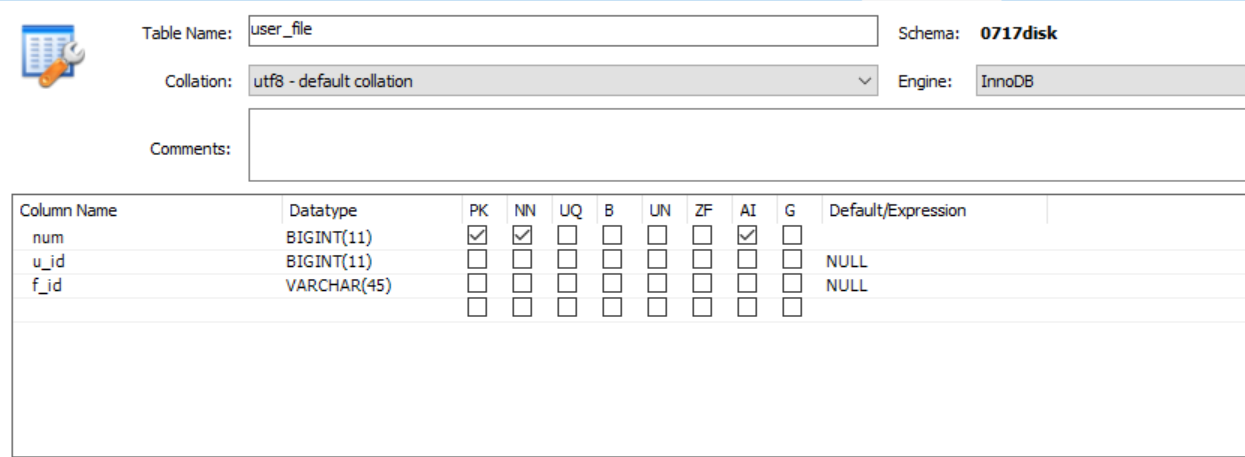 Table Name: user_file Schema: 0717disk
Collation: utf8 - default collation Engine: InnoDB
Comments:
Column Name Datatype PK NN UQ B UN ZF AI G Default/Expression
num BIGINT(11)
u_id BIGINT(11) NULL
f_id VARCHAR(45) NULL